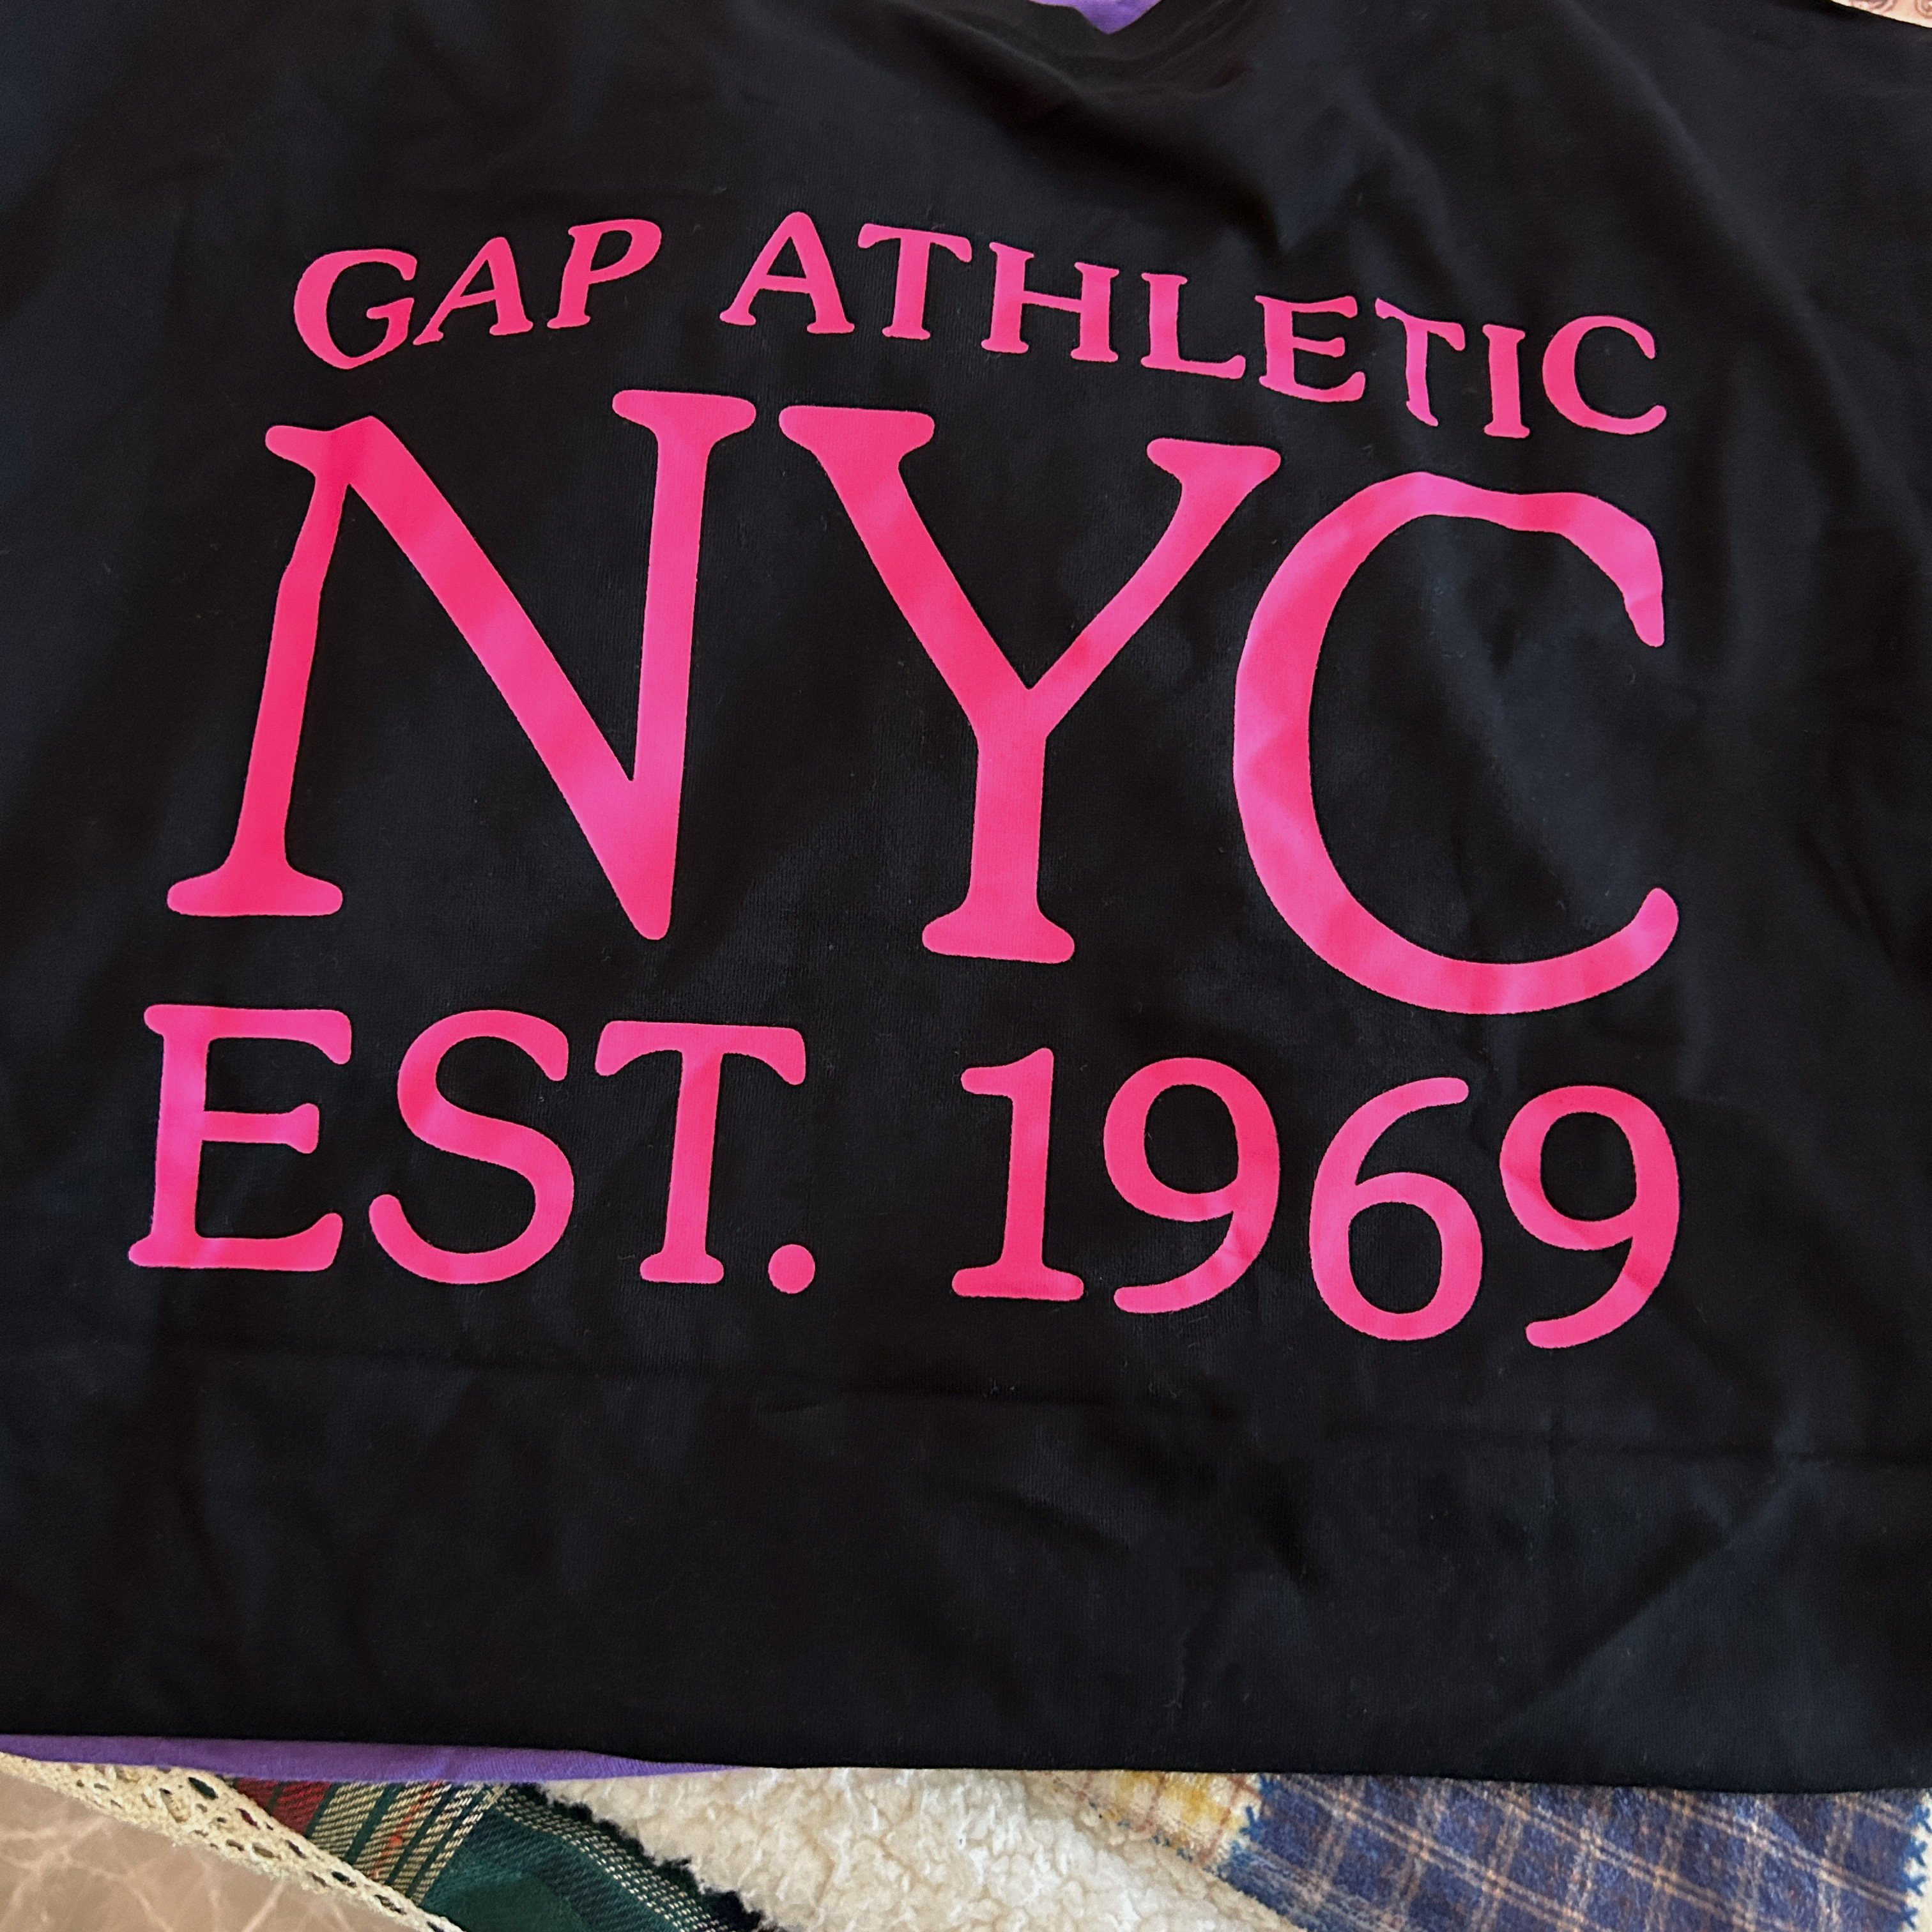 GAP ATHLETIC
NYC
EST. 1969